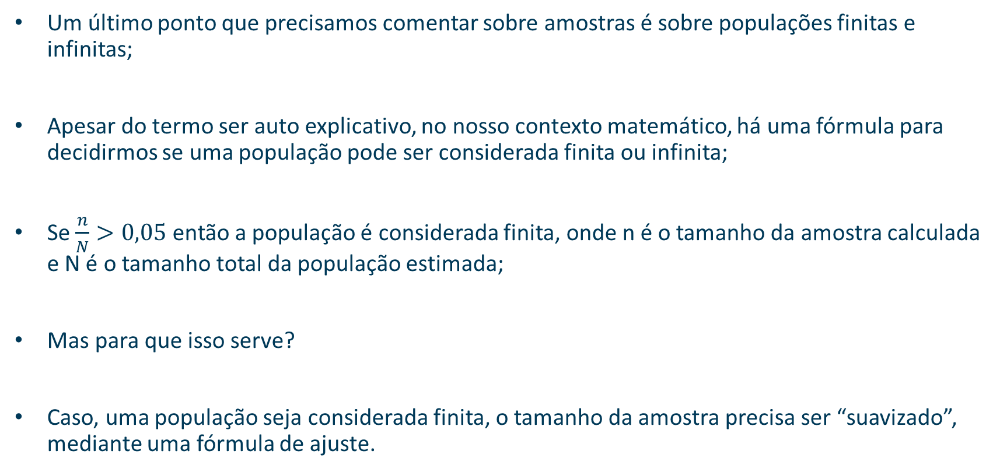 • Um último ponto que precisamos comentar sobre amostras é sobre populações finitas e
infinitas;
• Apesar do termo ser auto explicativo, no nosso contexto matemático, há uma fórmula para
decidirmos se uma população pode ser considerada finita ou infinita;
• Se n/N > 0,05 então a população é considerada finita, onde n é o tamanho da amostra calculada
e N é o tamanho total da população estimada;
• Mas para que isso serve?
• Caso, uma população seja considerada finita, o tamanho da amostra precisa ser “suavizado”,
mediante uma fórmula de ajuste.